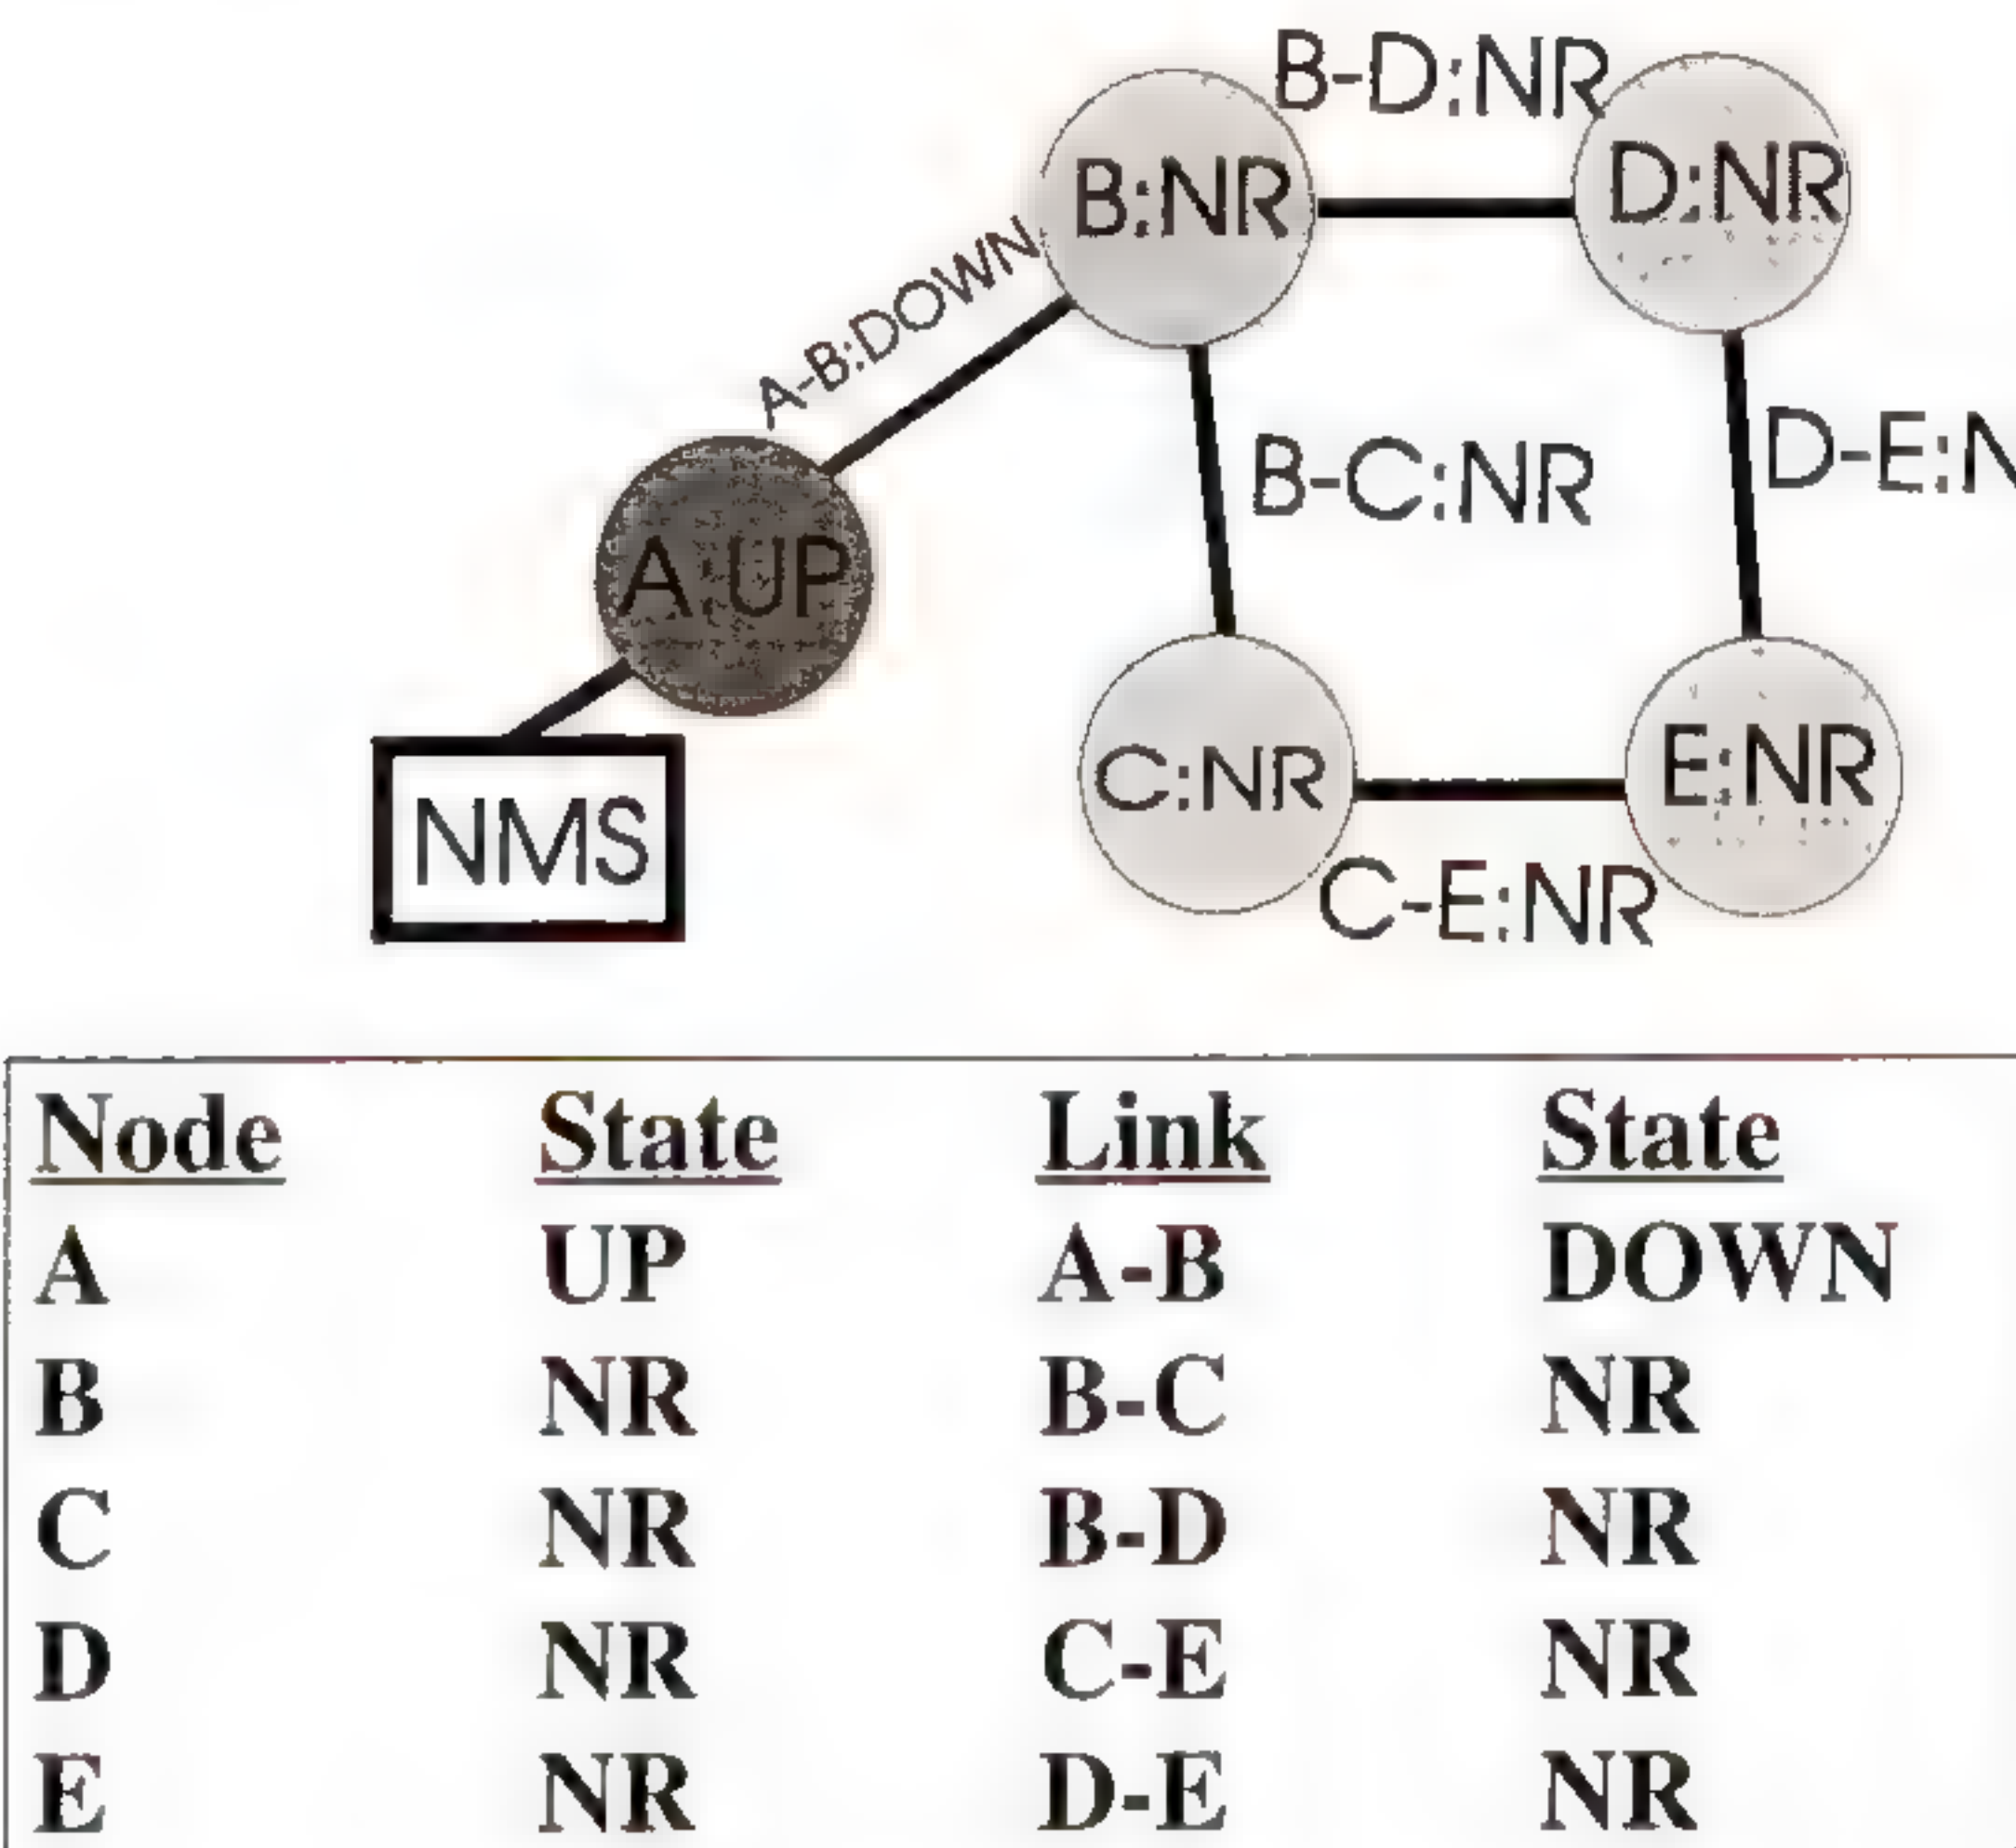 B-D:NR
B:NR
D:NR
A-B:DOWN
B-C:NR
D-E:N
A:UP
C:NR
E:NR
NMS
C-E:NR
Node State Link State
A UP A-B DOWN
B NR B-C NR
C NR B-D NR
D NR C-E NR
E NR D-E NR